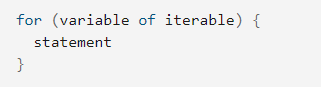 for (variable of iterable) {
  statement
}